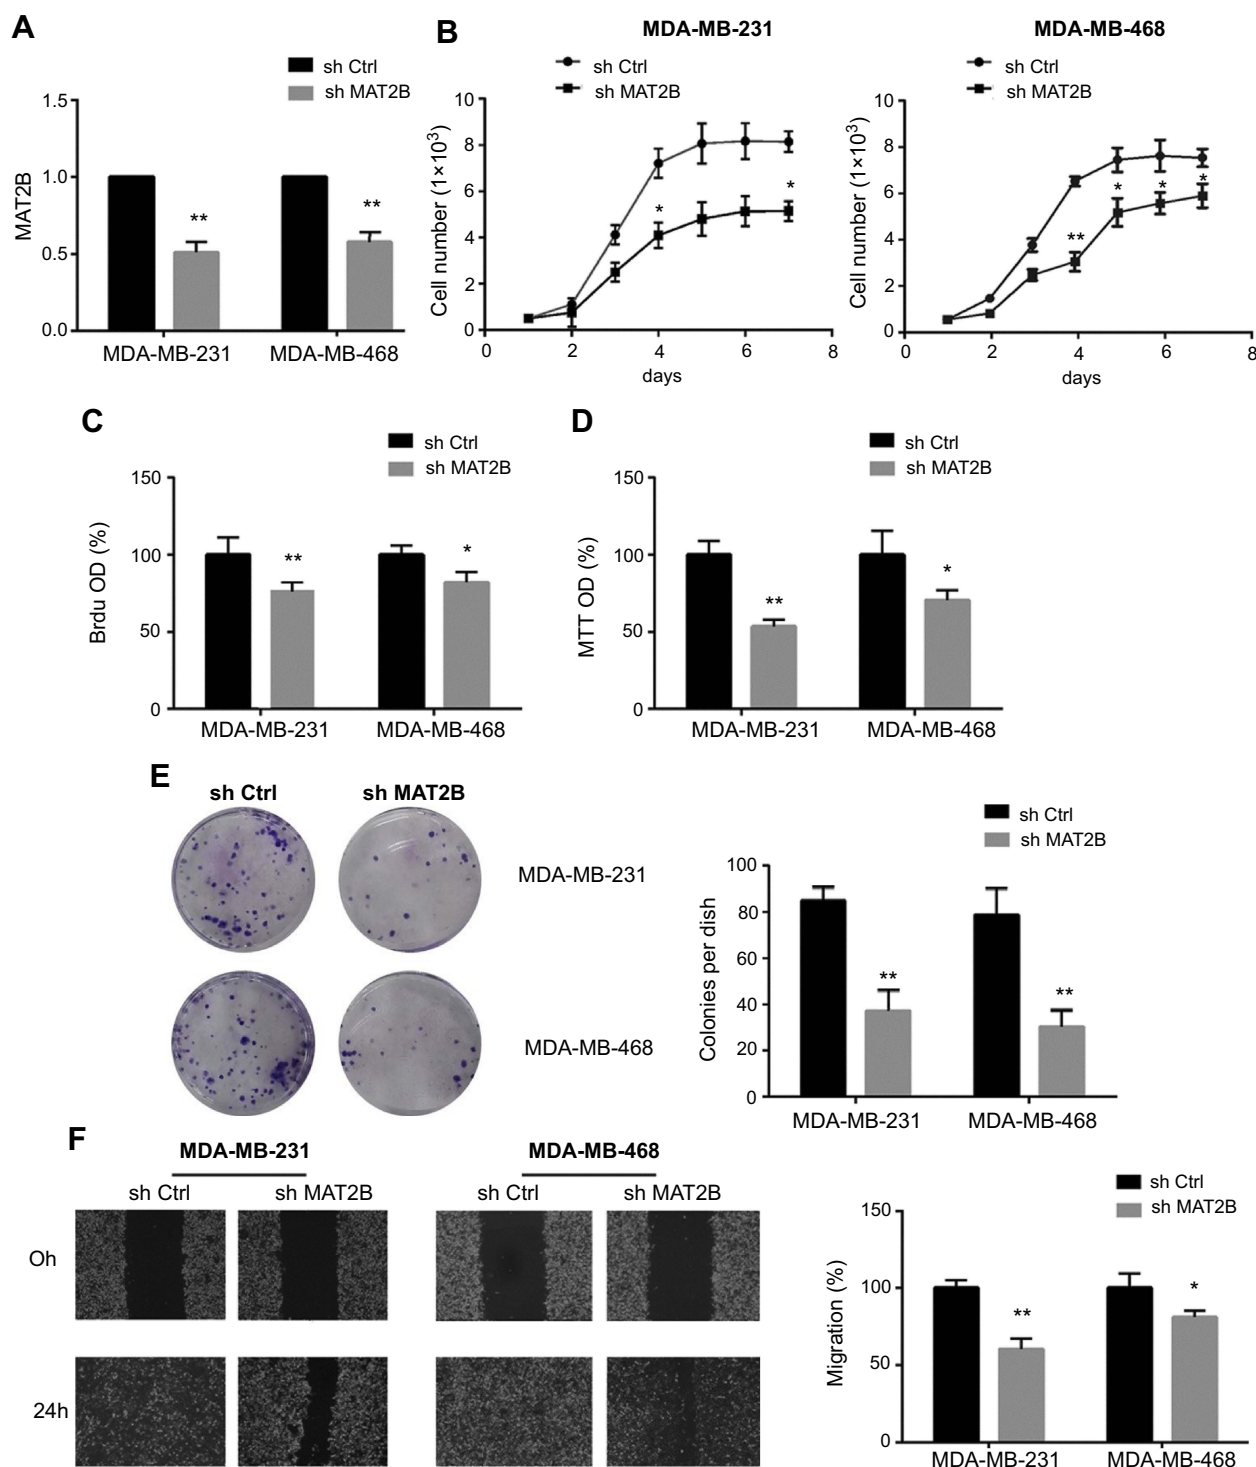 A
sh Ctrl
sh MAT2B
MAT2B
1.5
1.0
0.5
0.0
**
**
MDA-MB-231
MDA-MB-468
B
MDA-MB-231
sh Ctrl
sh MAT2B
Cell number (1×10³)
10
8
6
4
2
0
*
*
0
2
4
6
8
days
MDA-MB-468
sh Ctrl
sh MAT2B
Cell number (1×10³)
10
8
6
4
2
0
**
*
*
*
0
2
4
6
8
days
C
sh Ctrl
sh MAT2B
Brdu OD (%)
150
100
50
0
**
*
MDA-MB-231
MDA-MB-468
D
sh Ctrl
sh MAT2B
MTT OD (%)
150
100
50
0
**
*
MDA-MB-231
MDA-MB-468
E
sh Ctrl
sh MAT2B
MDA-MB-231
MDA-MB-468
sh Ctrl
sh MAT2B
Colonies per dish
100
80
60
40
20
0
**
**
MDA-MB-231
MDA-MB-468
F
MDA-MB-231
MDA-MB-468
sh Ctrl
sh MAT2B
sh Ctrl
sh MAT2B
Oh
24h
sh Ctrl
sh MAT2B
Migration (%)
150
100
50
0
**
*
MDA-MB-231
MDA-MB-468